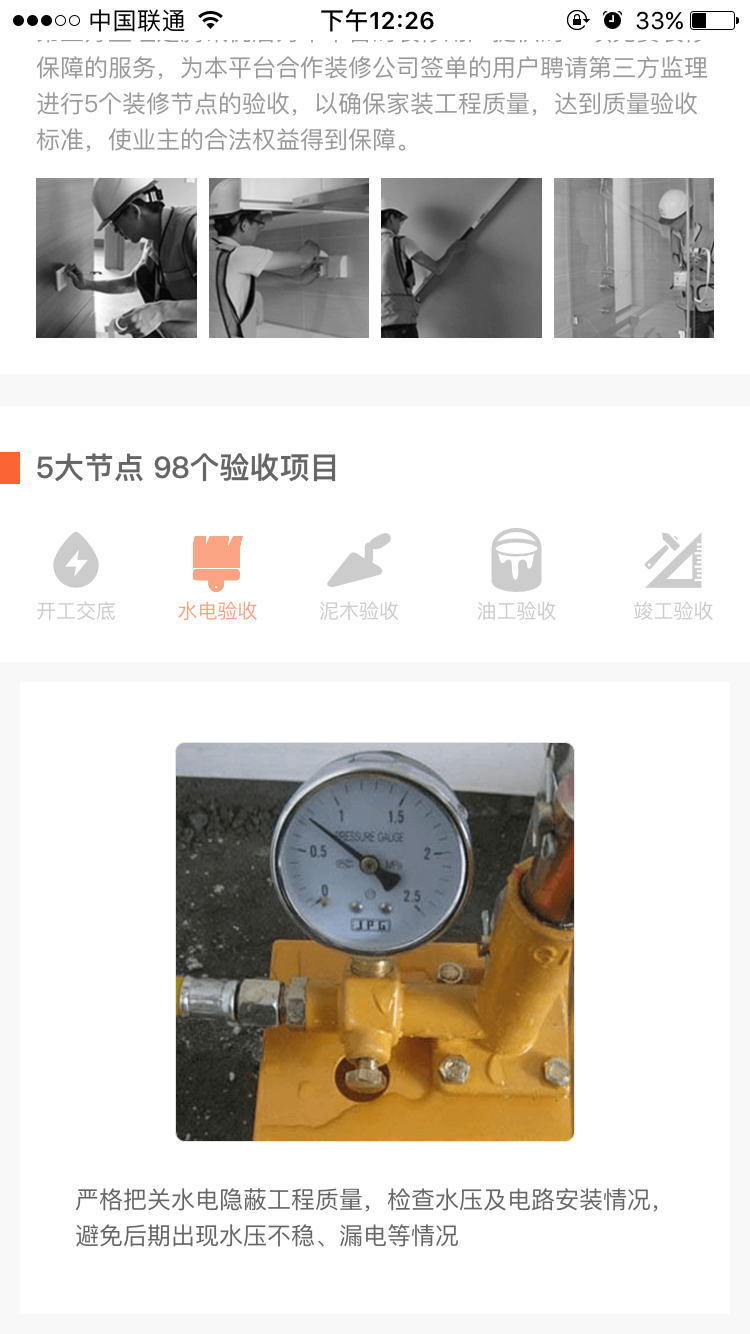 中国联通 下午12:26 33%
保障的服务，为本平台合作装修公司签单的用户聘请第三方监理
进行5个装修节点的验收，以确保家装工程质量，达到质量验收
标准，使业主的合法权益得到保障。
5大节点 98个验收项目
开工交底 水电验收 泥木验收 油工验收 竣工验收
1 1.5
PRESSURE GAUGE
0.5 MPa 2
0 2.5
JPG
严格把关水电隐蔽工程质量，检查水压及电路安装情况，
避免后期出现水压不稳、漏电等情况